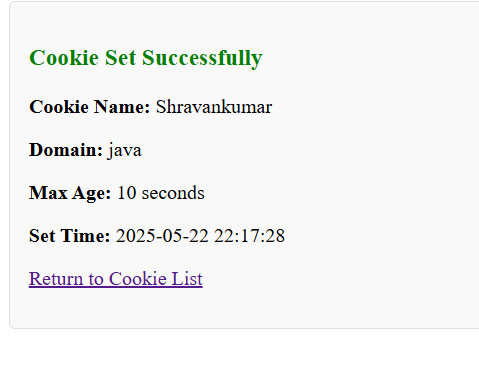 Cookie Set Successfully
Cookie Name: Shravankumar
Domain: java
Max Age: 10 seconds
Set Time: 2025-05-22 22:17:28
Return to Cookie List